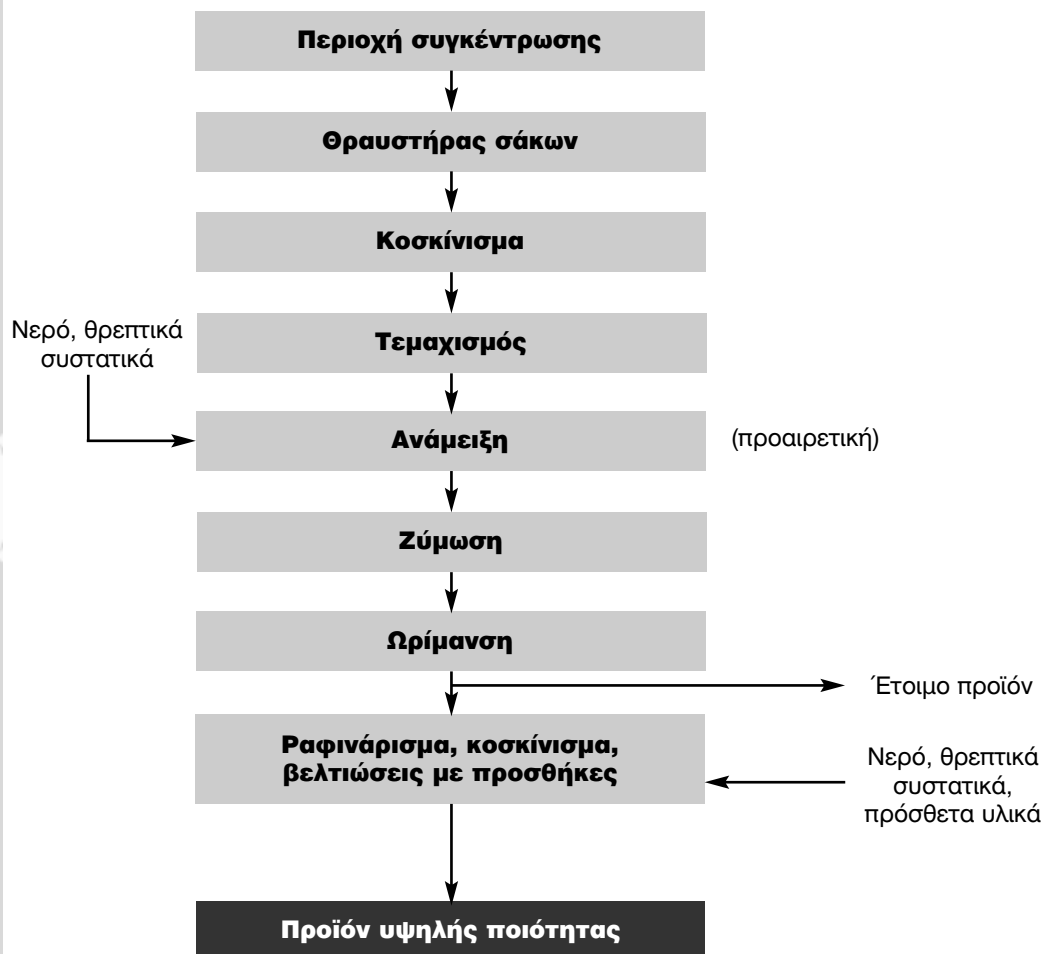 Περιοχή συγκέντρωσης
Θραυστήρας σάκων
Κοσκίνισμα
Τεμαχισμός
Νερό, θρεπτικά
συστατικά
Ανάμειξη
(προαιρετική)
Ζύμωση
Ωρίμανση
Έτοιμο προϊόν
Ραφινάρισμα, κοσκίνισμα,
βελτιώσεις με προσθήκες
Νερό, θρεπτικά
συστατικά,
πρόσθετα υλικά
Προϊόν υψηλής ποιότητας